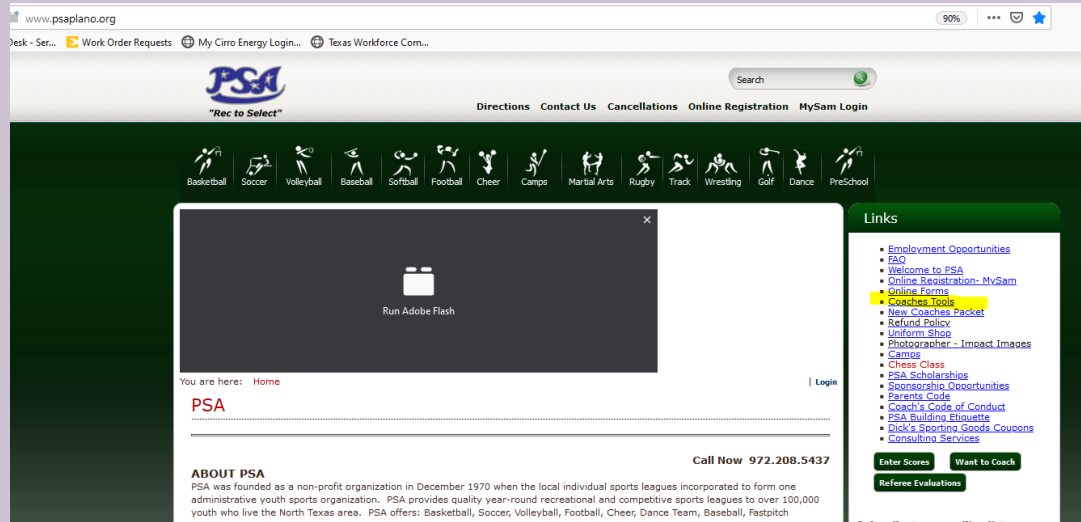 www.psaplano.org
90%
Desk - Ser... Work Order Requests My Cirro Energy Login... Texas Workforce Com...
PSA
"Rec to Select"
Search
Directions Contact Us Cancellations Online Registration MySam Login
Basketball Soccer Volleyball Baseball Softball Football Cheer Camps Martial Arts Rugby Track Wrestling Golf Dance PreSchool
Run Adobe Flash
You are here: Home | Login
PSA
Call Now 972.208.5437
ABOUT PSA
PSA was founded as a non-profit organization in December 1970 when the local individual sports leagues incorporated to form one
administrative youth sports organization. PSA provides quality year-round recreational and competitive sports leagues to over 100,000
youth who live the North Texas area. PSA offers: Basketball, Soccer, Volleyball, Football, Cheer, Dance Team, Baseball, Fastpitch
Links
Employment Opportunities
FAQ
Welcome to PSA
Online Registration- MySam
Online Forms
Coaches Tools
New Coaches Packet
Refund Policy
Uniform Shop
Photographer - Impact Images
Camps
Chess Class
PSA Scholarships
Sponsorship Opportunities
Parents Code
Coach's Code of Conduct
PSA Building Etiquette
Dick's Sporting Goods Coupons
Consulting Services
Enter Scores Want to Coach
Referee Evaluations